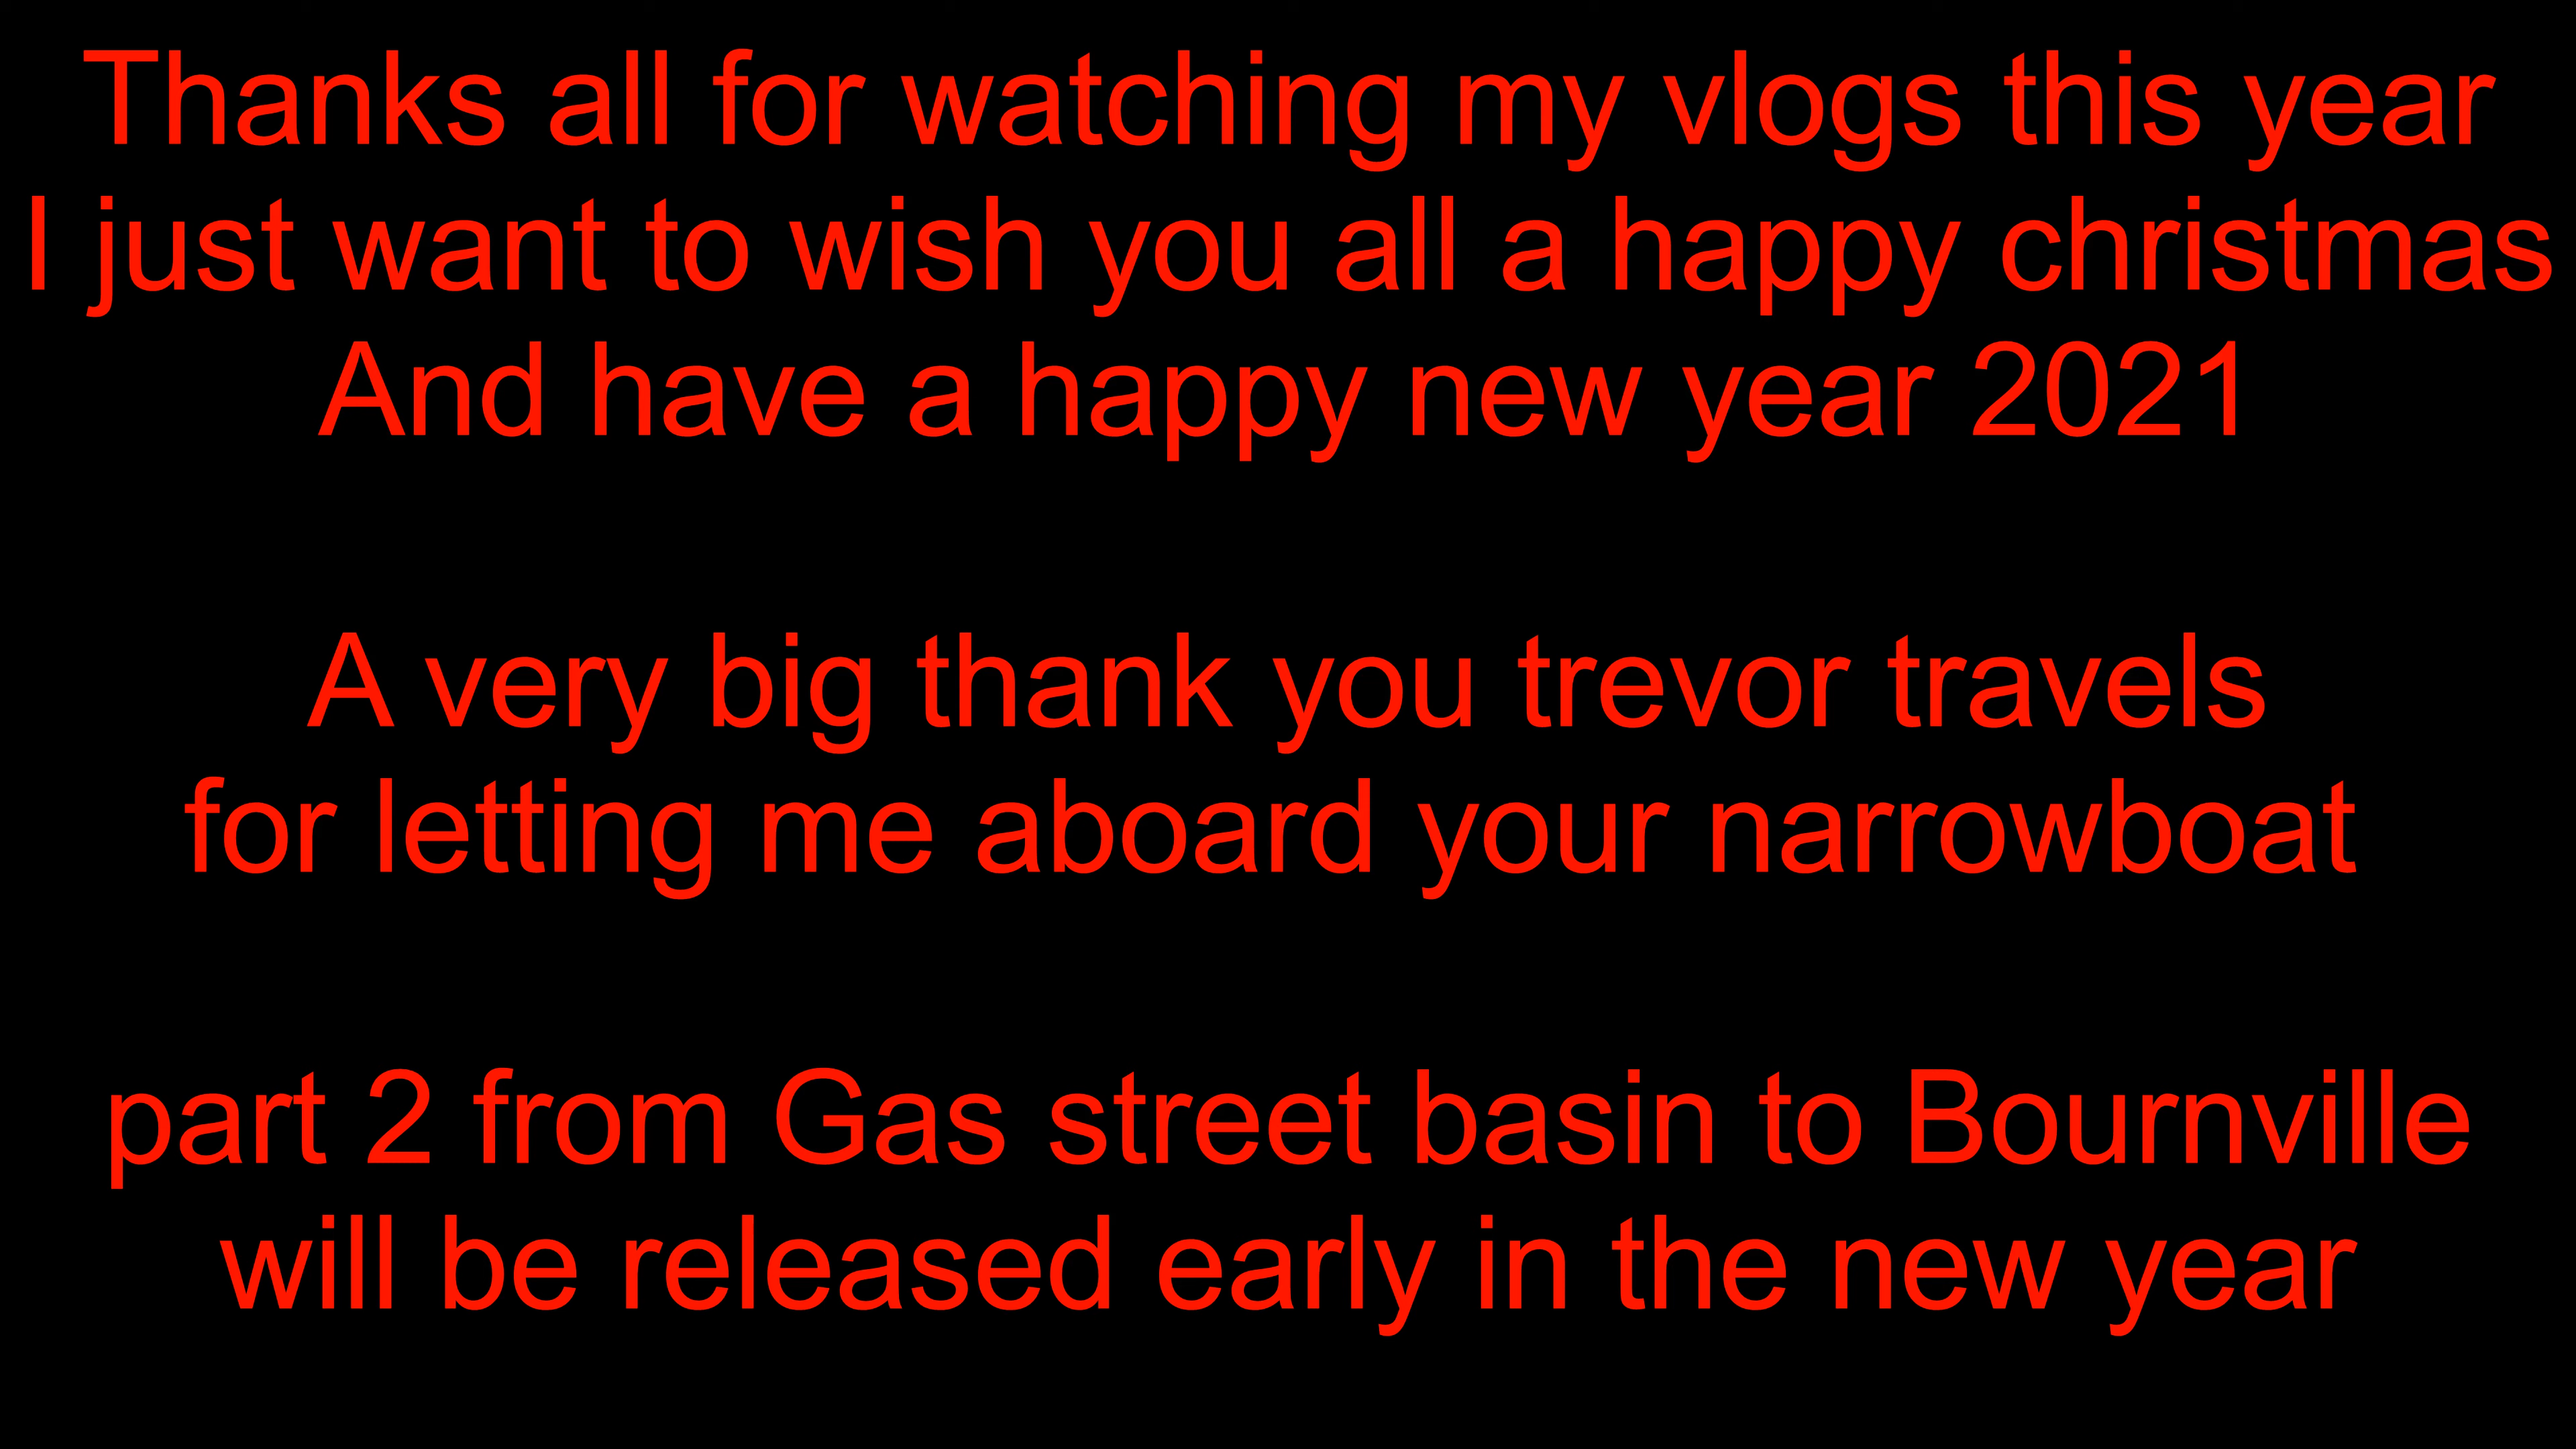 Thanks all for watching my vlogs this year
I just want to wish you all a happy christmas
And have a happy new year 2021
A very big thank you trevor travels
for letting me aboard your narrowboat
part 2 from Gas street basin to Bournville
will be released early in the new year